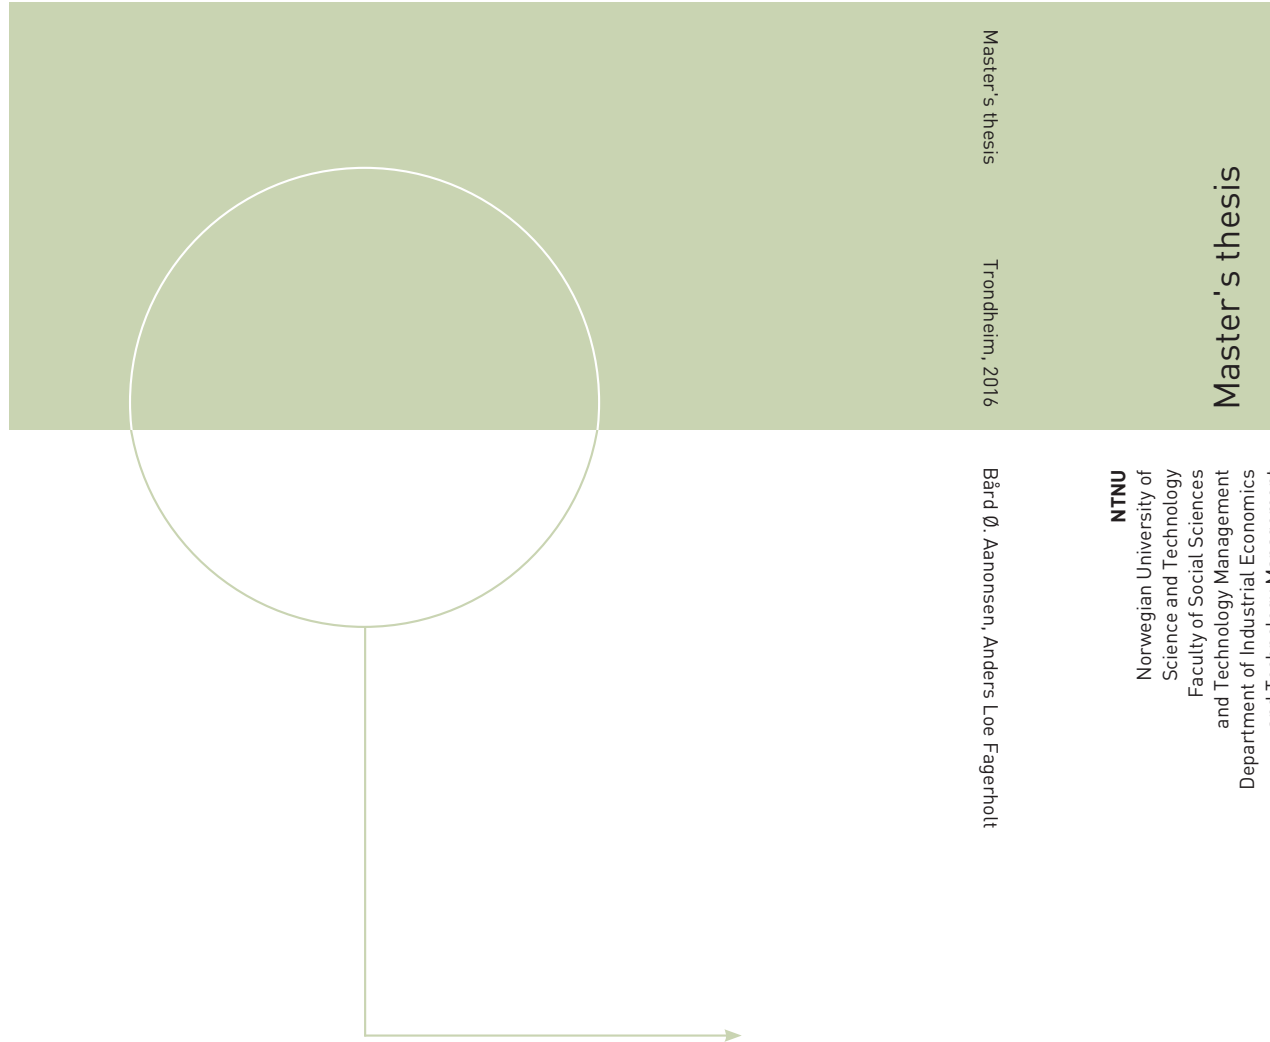 Master's thesis
Trondheim, 2016
Bård Ø. Aanonsen, Anders Loe Fagerholt
NTNU
Norwegian University of
Science and Technology
Faculty of Social Sciences
and Technology Management
Department of Industrial Economics
Master's thesis